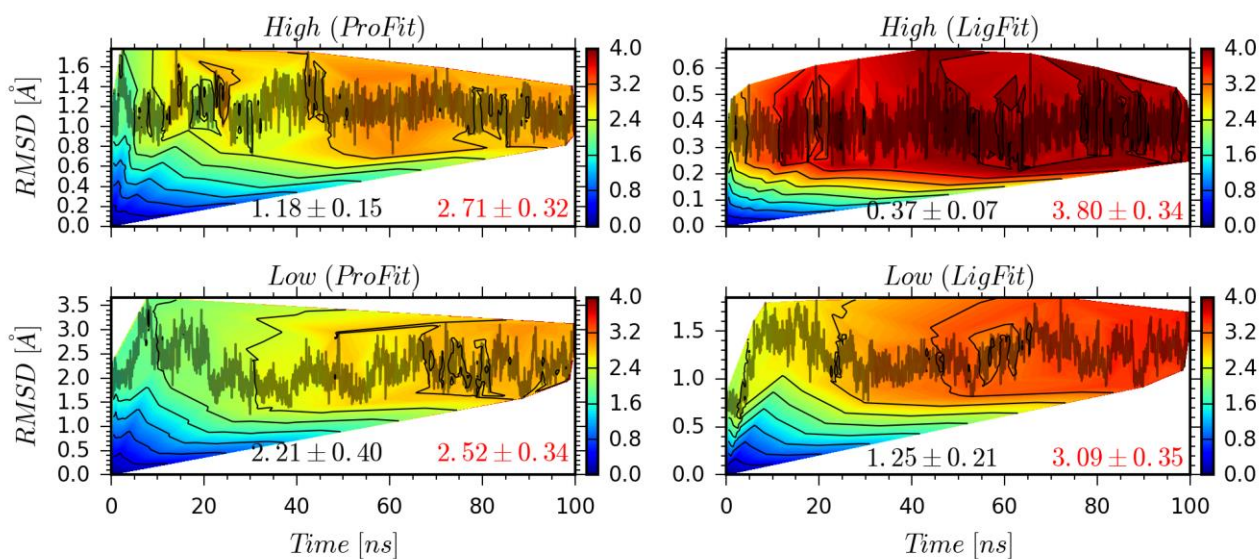 High (ProFit)
High (LigFit)
RMSD [Å]
1.6
1.4
1.2
1.0
0.8
0.6
0.4
0.2
0.0
1.18 ± 0.15
2.71 ± 0.32
4.0
3.2
2.4
1.6
0.8
0.0
0.6
0.5
0.4
0.3
0.2
0.1
0.0
0.37 ± 0.07
3.80 ± 0.34
4.0
3.2
2.4
1.6
0.8
0.0
Low (ProFit)
Low (LigFit)
RMSD [Å]
3.5
3.0
2.5
2.0
1.5
1.0
0.5
0.0
2.21 ± 0.40
2.52 ± 0.34
4.0
3.2
2.4
1.6
0.8
0.0
1.5
1.0
0.5
0.0
1.25 ± 0.21
3.09 ± 0.35
4.0
3.2
2.4
1.6
0.8
0.0
0 20 40 60 80 100
0 20 40 60 80 100
Time [ns]
Time [ns]